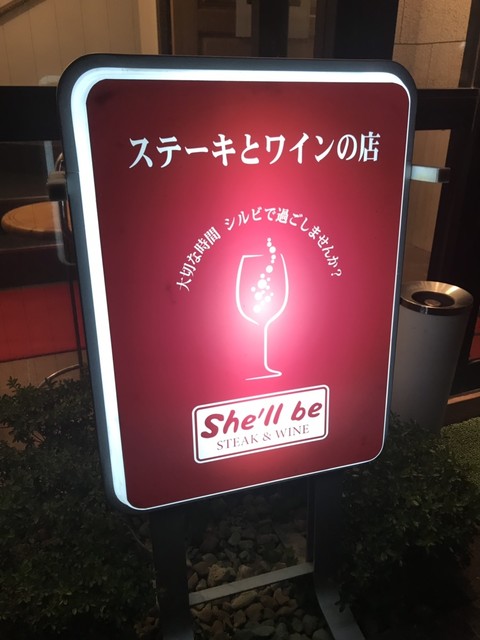 ステーキとワインの店
大切な時間 シルビで過ごしませんか?
She'll be
STEAK & WINE